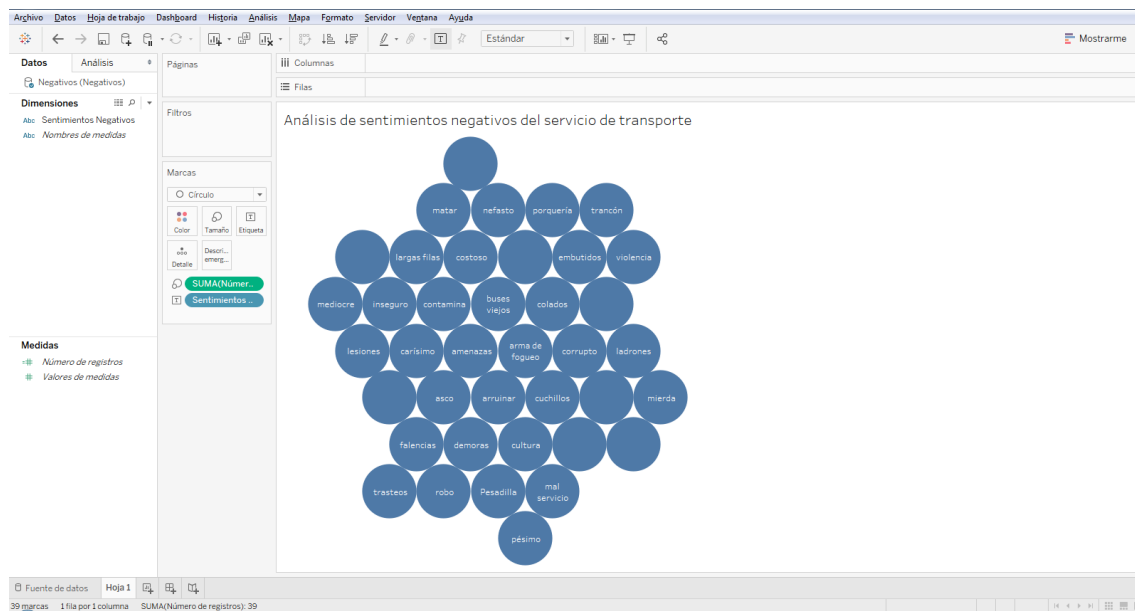 Archivo Datos Hoja de trabajo Dashboard Historia Análisis Mapa Formato Servidor Ventana Ayuda
Estándar
Mostrarme
Datos Análisis
Negativos (Negativos)
Dimensiones
Abc Sentimientos Negativos
Abc Nombres de medidas
Medidas
=# Número de registros
# Valores de medidas
Páginas
Filtros
Marcas
Círculo
Color Tamaño Etiqueta
Detalle Descri... emerg...
SUMA(Númer..
Sentimientos ..
Columnas
Filas
Análisis de sentimientos negativos del servicio de transporte
matar nefasto porquería trancón
largas filas costoso embutidos violencia
mediocre inseguro contamina buses viejos colados
lesiones carísimo amenazas arma de fogueo corrupto ladrones
asco arruinar cuchillos mierda
falencias demoras cultura
trasteos robo Pesadilla mal servicio
pésimo
Fuente de datos Hoja 1
39 marcas 1 fila por 1 columna SUMA(Número de registros): 39